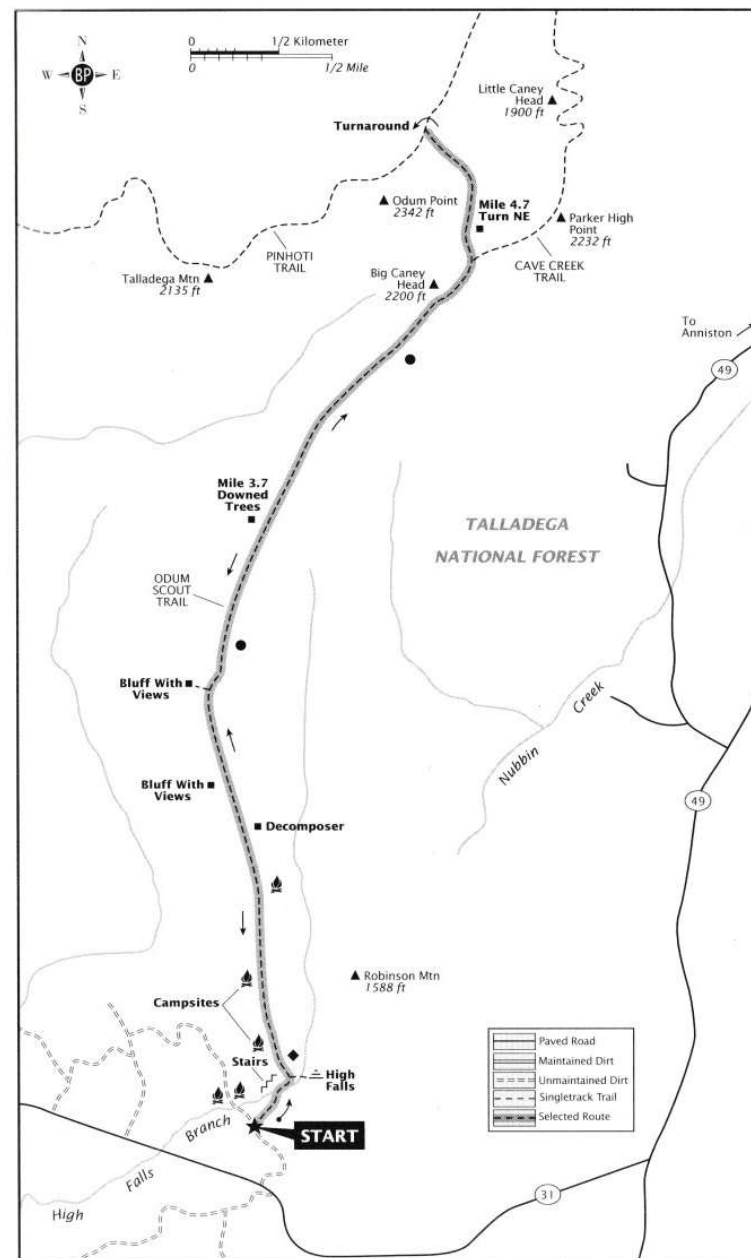 N
W BP E
S
0 1/2 Kilometer
0 1/2 Mile
Little Caney
Head
1900 ft
Turnaround
Odum Point
2342 ft
Mile 4.7
Turn NE
Parker High
Point
2232 ft
PINHOTI
TRAIL
CAVE CREEK
TRAIL
Talladega Mtn
2135 ft
Big Caney
Head
2200 ft
To
Anniston
49
Mile 3.7
Downed
Trees
TALLADEGA
NATIONAL FOREST
ODUM
SCOUT
TRAIL
Bluff With
Views
Nubbin Creek
Bluff With
Views
49
Decomposer
Robinson Mtn
1588 ft
Campsites
Stairs
High
Falls
Paved Road
Maintained Dirt
Unmaintained Dirt
Singletrack Trail
Selected Route
START
High Falls Branch
31